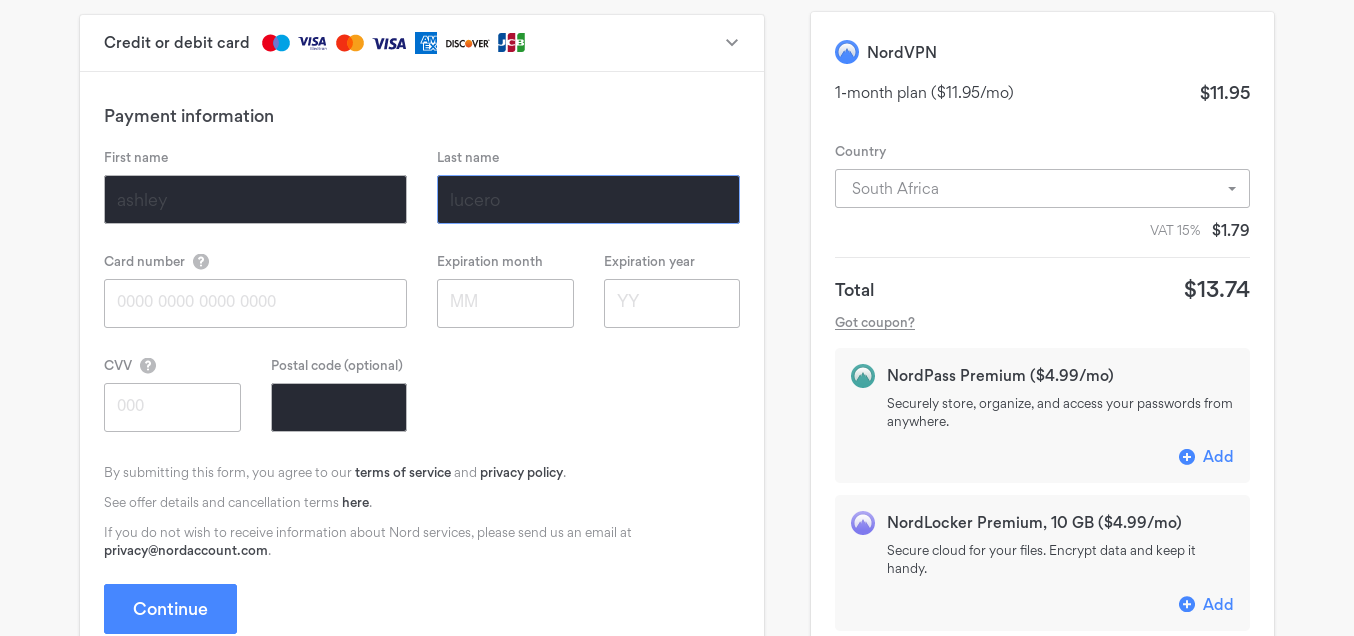 Credit or debit card VISA Electron VISA AMEX DISCOVER JCB
Payment information
First name Last name
ashley lucero
Card number ? Expiration month Expiration year
0000 0000 0000 0000 MM YY
CVV ? Postal code (optional)
000
By submitting this form, you agree to our terms of service and privacy policy.
See offer details and cancellation terms here.
If you do not wish to receive information about Nord services, please send us an email at
privacy@nordaccount.com.
Continue
NordVPN
1-month plan ($11.95/mo) $11.95
Country
South Africa
VAT 15% $1.79
Total $13.74
Got coupon?
NordPass Premium ($4.99/mo)
Securely store, organize, and access your passwords from
anywhere.
Add
NordLocker Premium, 10 GB ($4.99/mo)
Secure cloud for your files. Encrypt data and keep it
handy.
Add